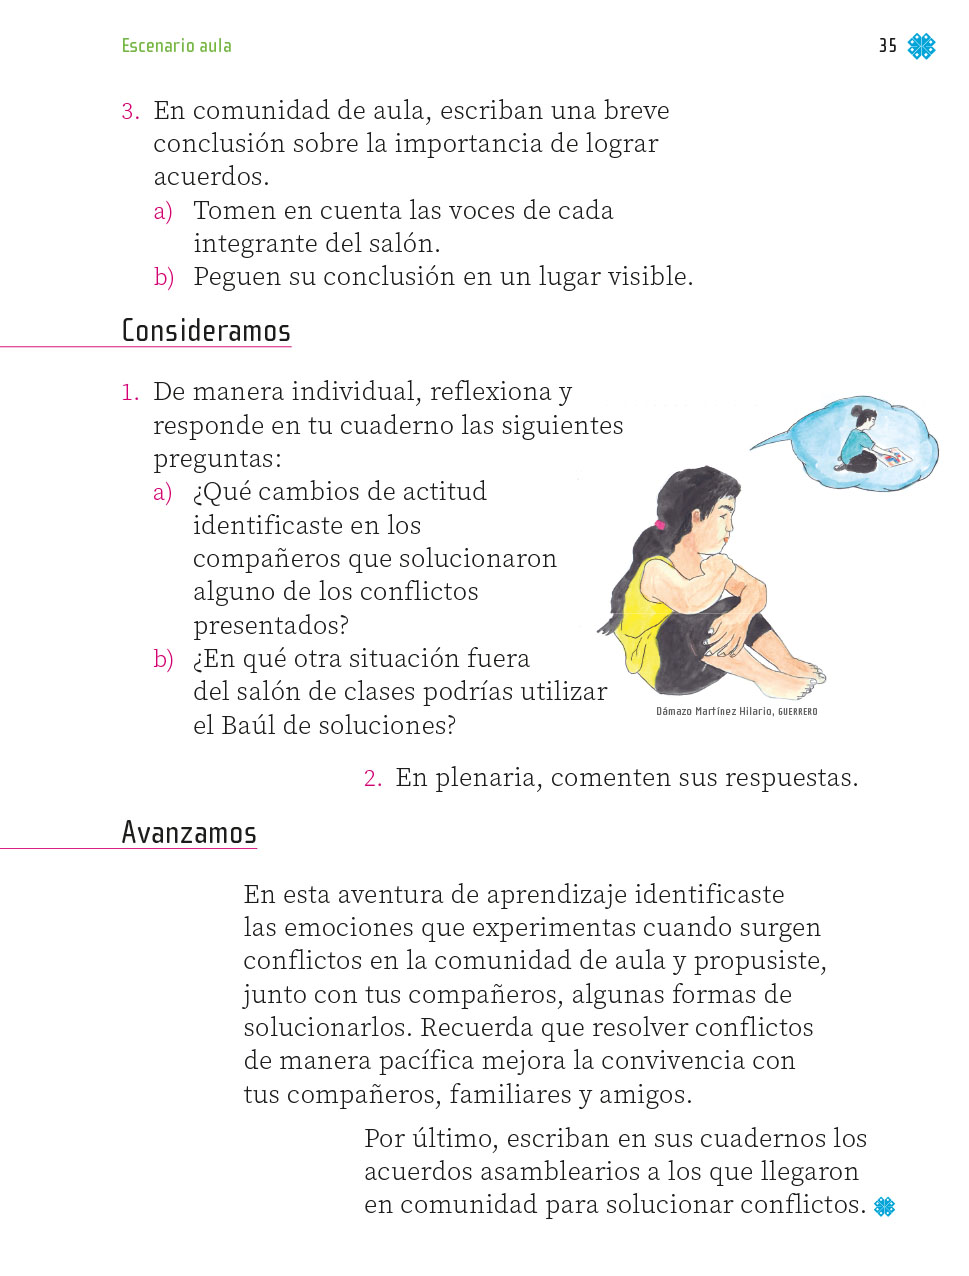 Escenario aula
35
3. En comunidad de aula, escriban una breve
conclusión sobre la importancia de lograr
acuerdos.
a) Tomen en cuenta las voces de cada
integrante del salón.
b) Peguen su conclusión en un lugar visible.
Consideramos
1. De manera individual, reflexiona y
responde en tu cuaderno las siguientes
preguntas:
a) ¿Qué cambios de actitud
identificaste en los
compañeros que solucionaron
alguno de los conflictos
presentados?
b) ¿En qué otra situación fuera
del salón de clases podrías utilizar
el Baúl de soluciones?
Dámazo Martínez Hilario, GUERRERO
2. En plenaria, comenten sus respuestas.
Avanzamos
En esta aventura de aprendizaje identificaste
las emociones que experimentas cuando surgen
conflictos en la comunidad de aula y propusiste,
junto con tus compañeros, algunas formas de
solucionarlos. Recuerda que resolver conflictos
de manera pacífica mejora la convivencia con
tus compañeros, familiares y amigos.
Por último, escriban en sus cuadernos los
acuerdos asamblearios a los que llegaron
en comunidad para solucionar conflictos.